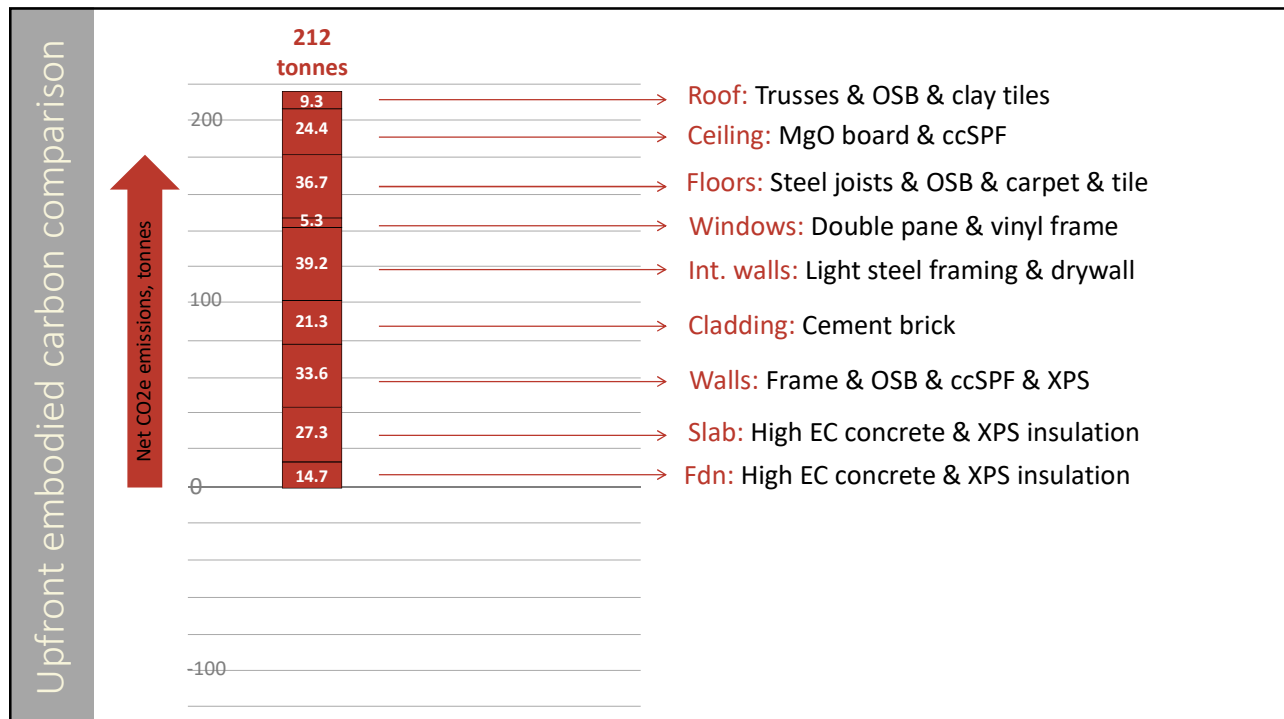 Upfront embodied carbon comparison
212
tonnes
Net CO2e emissions, tonnes
200
100
0
-100
9.3
24.4
36.7
5.3
39.2
21.3
33.6
27.3
14.7
Roof: Trusses & OSB & clay tiles
Ceiling: MgO board & ccSPF
Floors: Steel joists & OSB & carpet & tile
Windows: Double pane & vinyl frame
Int. walls: Light steel framing & drywall
Cladding: Cement brick
Walls: Frame & OSB & ccSPF & XPS
Slab: High EC concrete & XPS insulation
Fdn: High EC concrete & XPS insulation